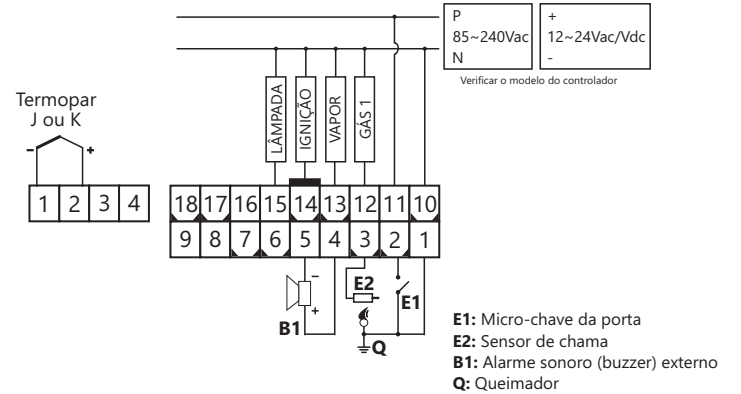 P
85~240Vac
N
+
12~24Vac/Vdc
-
Verificar o modelo do controlador
LÂMPADA
IGNIÇÃO
VAPOR
GÁS 1
Termopar
J ou K
- +
1 2 3 4
18 17 16 15 14 13 12 11 10
9 8 7 6 5 4 3 2 1
−
+
B1
E2
E1
Q
E1: Micro-chave da porta
E2: Sensor de chama
B1: Alarme sonoro (buzzer) externo
Q: Queimador